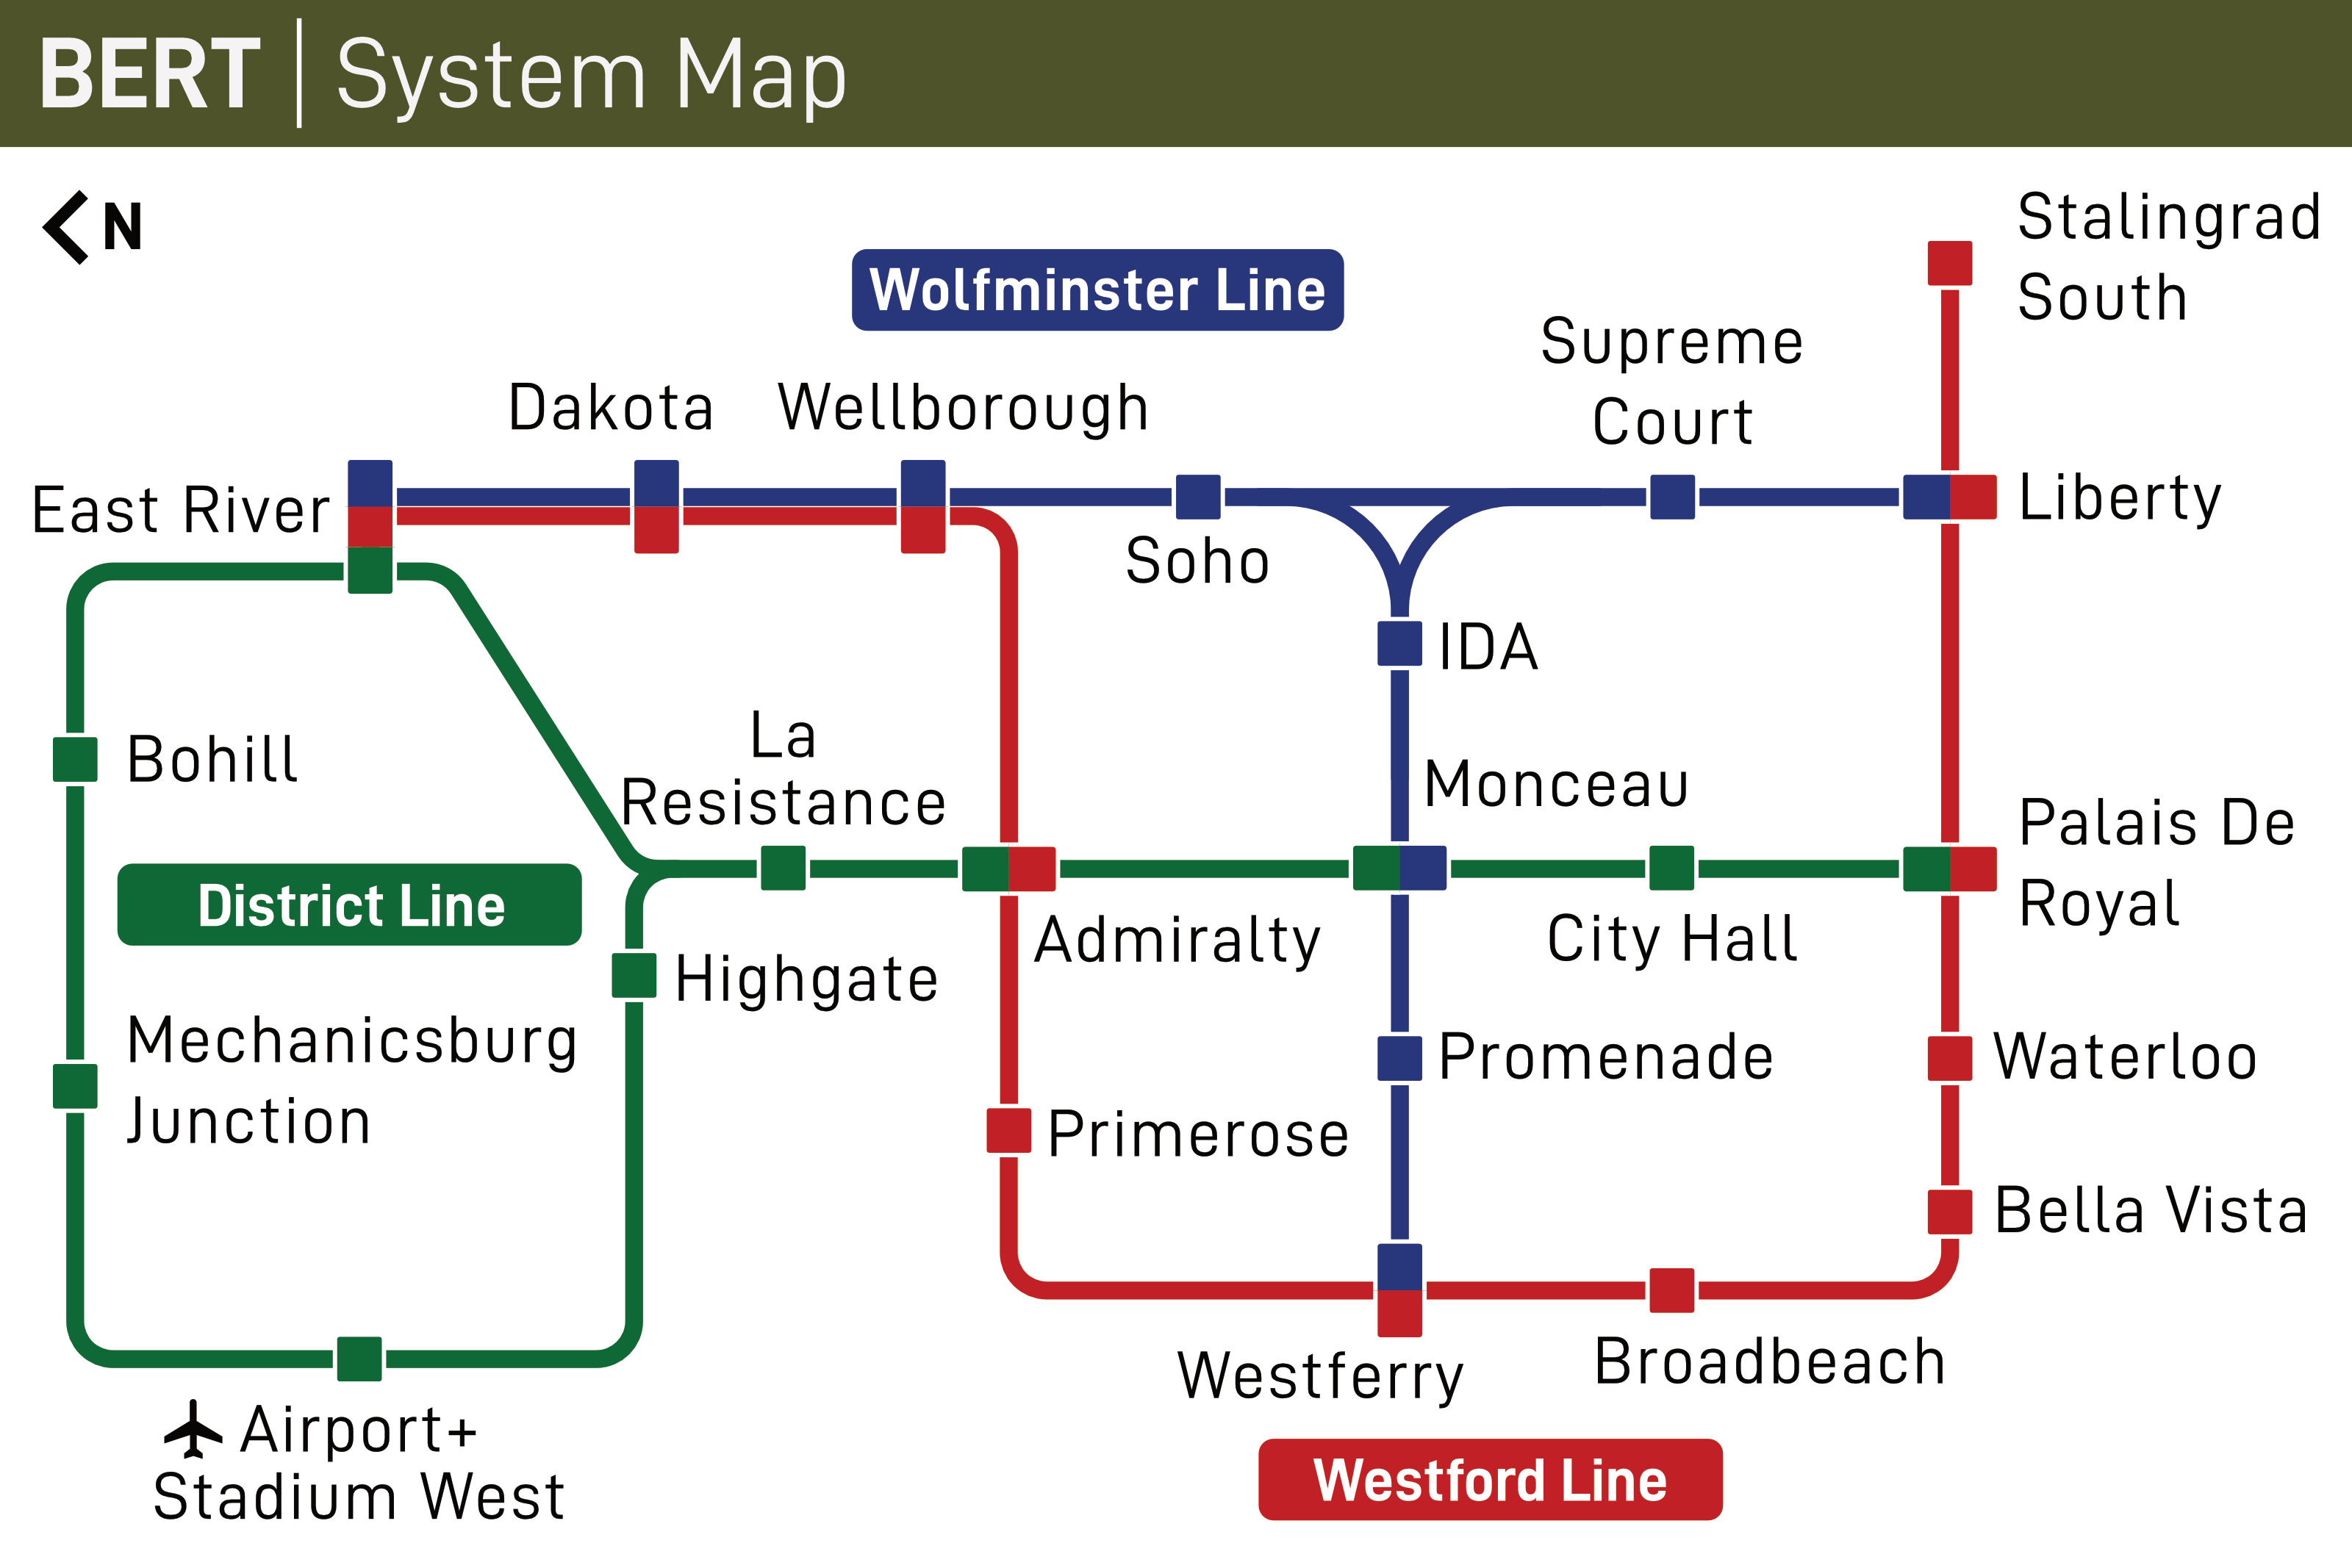 BERT | System Map
N
Stalingrad
South
Wolfminster Line
Supreme
Court
Dakota
Wellborough
East River
Liberty
Soho
IDA
La
Resistance
Bohill
Monceau
Palais De
Royal
District Line
Admiralty
City Hall
Highgate
Mechanicsburg
Junction
Promenade
Waterloo
Primerose
Bella Vista
Westferry
Broadbeach
Airport+
Stadium West
Westford Line